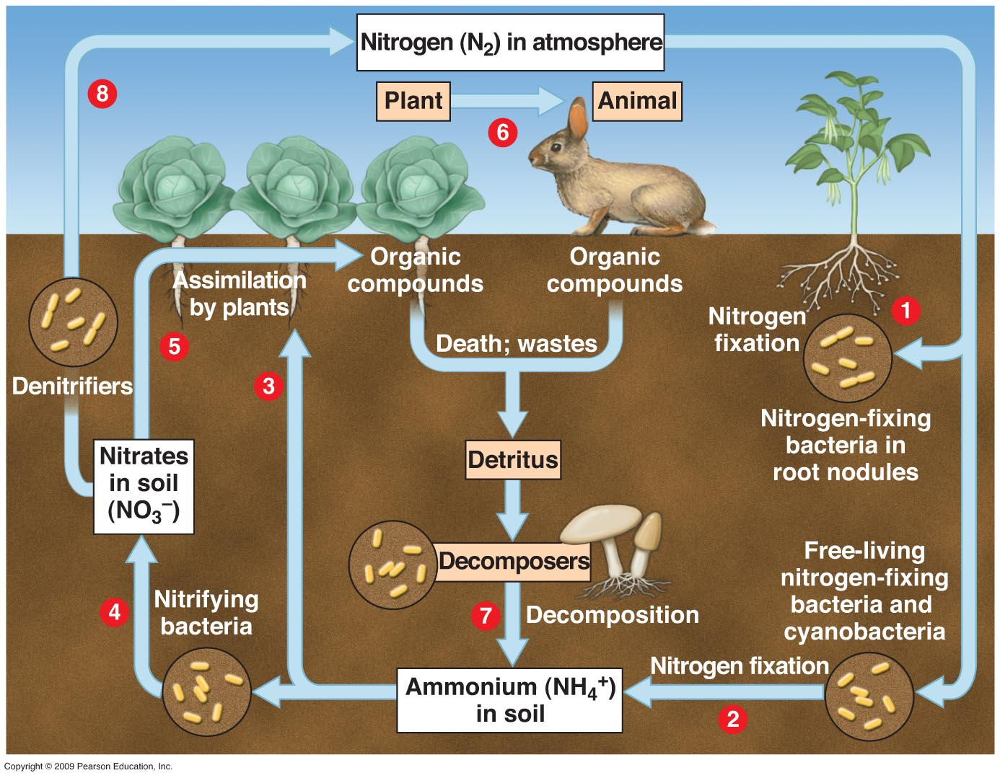 Nitrogen (N₂) in atmosphere
8
Plant
Animal
6
Organic
compounds
Organic
compounds
Assimilation
by plants
1
Nitrogen
fixation
5
Death; wastes
3
Denitrifiers
Nitrogen-fixing
bacteria in
root nodules
Nitrates
in soil
(NO₃⁻)
Detritus
Decomposers
Free-living
nitrogen-fixing
bacteria and
cyanobacteria
4
Nitrifying
bacteria
7
Decomposition
Nitrogen fixation
Ammonium (NH₄⁺)
in soil
2
Copyright © 2009 Pearson Education, Inc.